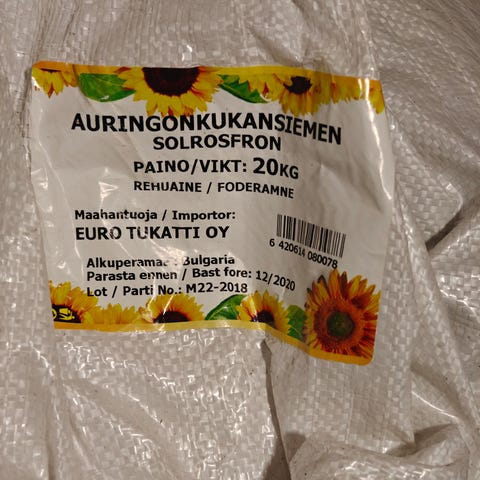 AURINGONKUKANSIEMEN
SOLROSFRON
PAINO/VIKT: 20KG
REHUAINE / FODERAMNE
Maahantuoja / Importor:
EURO TUKATTI OY
6 420614 080078
Alkuperamaa : Bulgaria
Parasta ennen / Bast fore: 12/2020
Lot / Parti No.: M22-2018